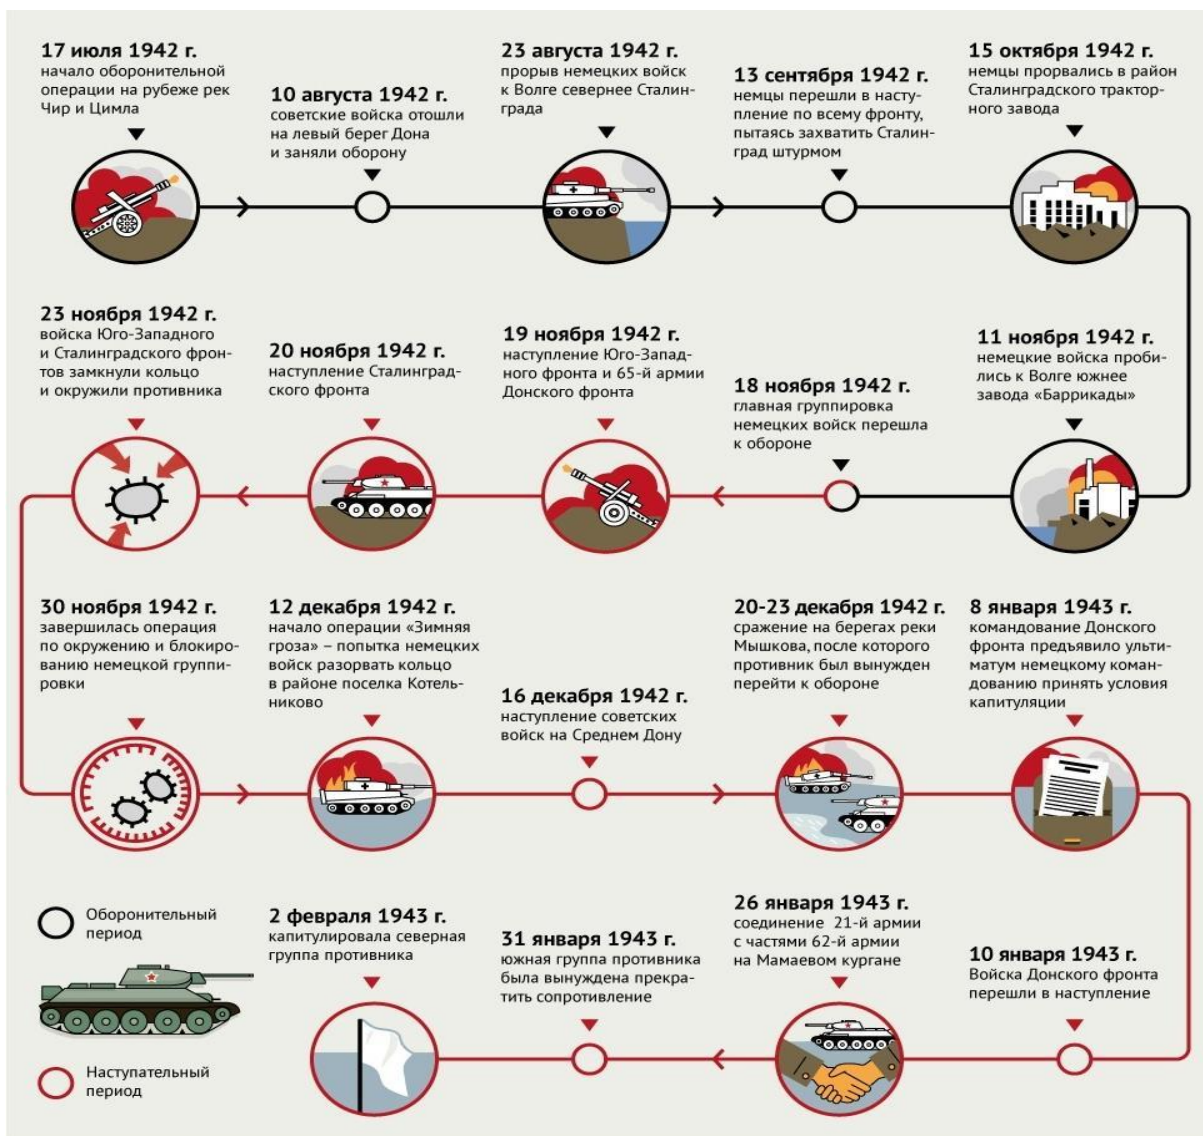 17 июля 1942 г.
начало оборонительной
операции на рубеже рек
Чир и Цимла
10 августа 1942 г.
советские войска отошли
на левый берег Дона
и заняли оборону
23 августа 1942 г.
прорыв немецких войск
к Волге севернее Сталин-
града
13 сентября 1942 г.
немцы перешли в насту-
пление по всему фронту,
пытаясь захватить Сталин-
град штурмом
15 октября 1942 г.
немцы прорвались в район
Сталинградского трактор-
ного завода
11 ноября 1942 г.
немецкие войска проби-
лись к Волге южнее
завода «Баррикады»
18 ноября 1942 г.
главная группировка
немецких войск перешла
к обороне
19 ноября 1942 г.
наступление Юго-Запад-
ного фронта и 65-й армии
Донского фронта
20 ноября 1942 г.
наступление Сталинград-
ского фронта
23 ноября 1942 г.
войска Юго-Западного
и Сталинградского фрон-
тов замкнули кольцо
и окружили противника
30 ноября 1942 г.
завершилась операция
по окружению и блокиро-
ванию немецкой группи-
ровки
12 декабря 1942 г.
начало операции «Зимняя
гроза» – попытка немецких
войск разорвать кольцо
в районе поселка Котель-
никово
16 декабря 1942 г.
наступление советских
войск на Среднем Дону
20-23 декабря 1942 г.
сражение на берегах реки
Мышкова, после которого
противник был вынужден
перейти к обороне
8 января 1943 г.
командование Донского
фронта предъявило ульти-
матум немецкому коман-
дованию принять условия
капитуляции
10 января 1943 г.
Войска Донского фронта
перешли в наступление
26 января 1943 г.
соединение 21-й армии
с частями 62-й армии
на Мамаевом кургане
31 января 1943 г.
южная группа противника
была вынуждена прекра-
тить сопротивление
2 февраля 1943 г.
капитулировала северная
группа противника
Оборонительный
период
Наступательный
период